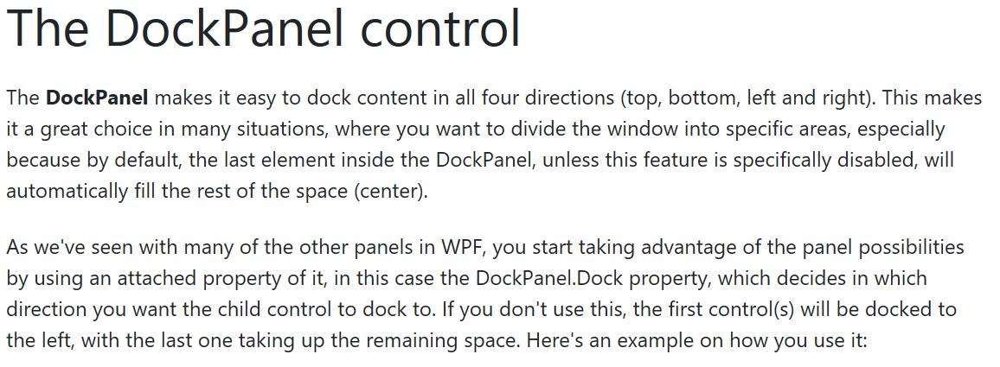 The DockPanel control
The DockPanel makes it easy to dock content in all four directions (top, bottom, left and right). This makes
it a great choice in many situations, where you want to divide the window into specific areas, especially
because by default, the last element inside the DockPanel, unless this feature is specifically disabled, will
automatically fill the rest of the space (center).
As we've seen with many of the other panels in WPF, you start taking advantage of the panel possibilities
by using an attached property of it, in this case the DockPanel.Dock property, which decides in which
direction you want the child control to dock to. If you don't use this, the first control(s) will be docked to
the left, with the last one taking up the remaining space. Here's an example on how you use it: